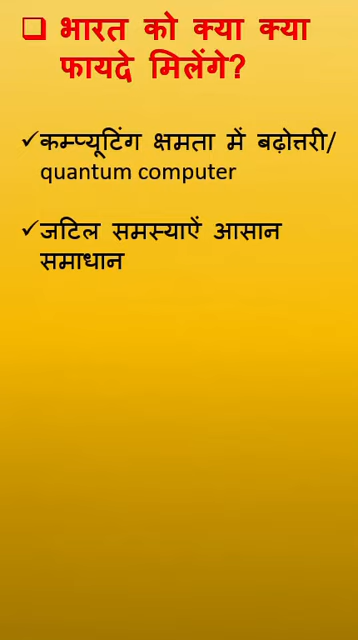 ❑ भारत को क्या क्या
फायदे मिलेंगे?
✓कम्प्यूटिंग क्षमता में बढ़ोत्तरी/
quantum computer
✓जटिल समस्याऐं आसान
समाधान